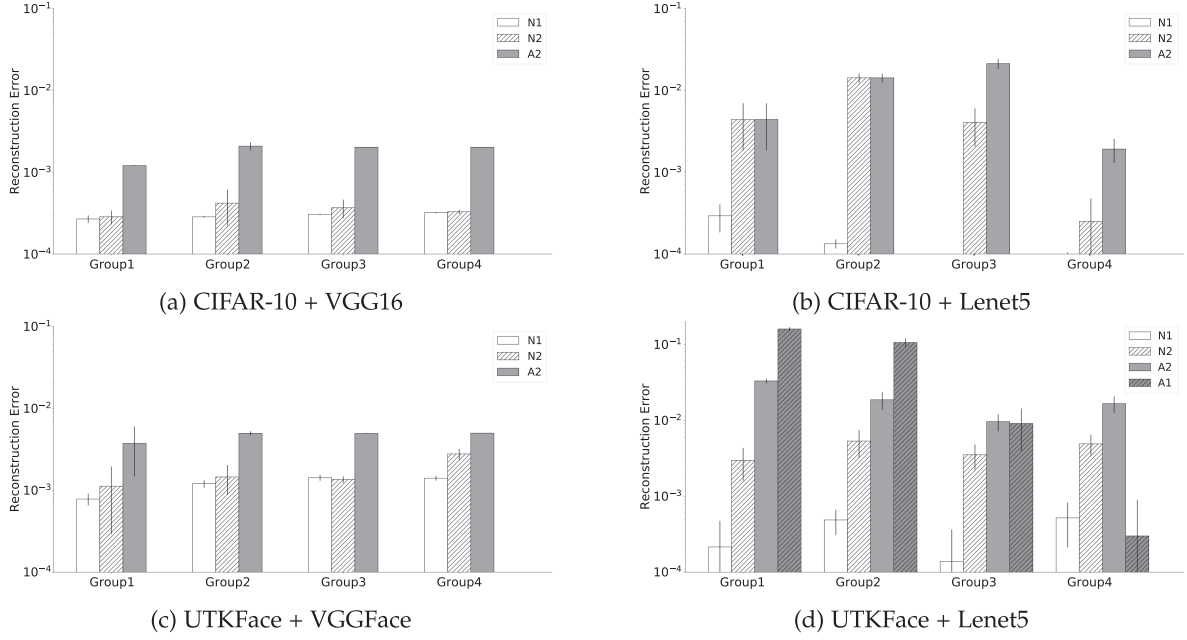 Reconstruction Error
10⁻¹
10⁻²
10⁻³
10⁻⁴
Group1 Group2 Group3 Group4
N1
N2
A2
(a) CIFAR-10 + VGG16
Reconstruction Error
10⁻¹
10⁻²
10⁻³
10⁻⁴
Group1 Group2 Group3 Group4
N1
N2
A2
(b) CIFAR-10 + Lenet5
Reconstruction Error
10⁻¹
10⁻²
10⁻³
10⁻⁴
Group1 Group2 Group3 Group4
N1
N2
A2
(c) UTKFace + VGGFace
Reconstruction Error
10⁻¹
10⁻²
10⁻³
10⁻⁴
Group1 Group2 Group3 Group4
N1
N2
A2
A1
(d) UTKFace + Lenet5